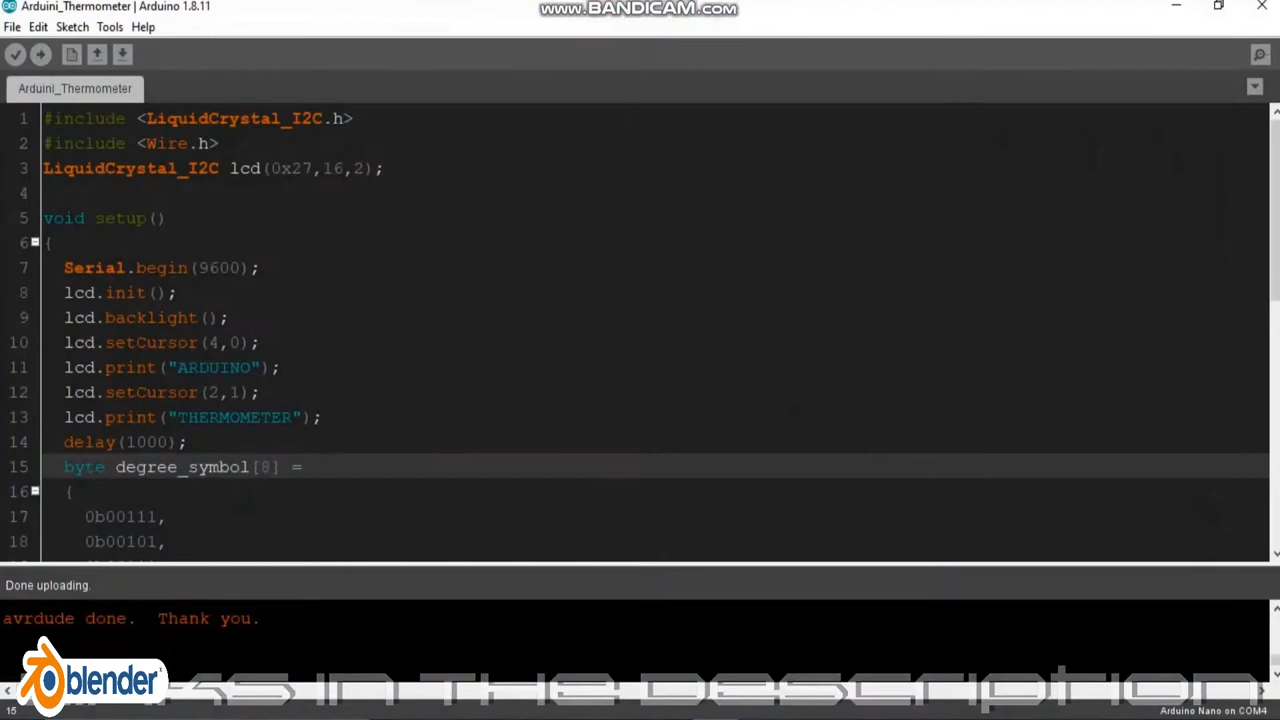 Arduini_Thermometer | Arduino 1.8.11
www.BANDICAM.com
File Edit Sketch Tools Help
Arduini_Thermometer
1 #include <LiquidCrystal_I2C.h>
2 #include <Wire.h>
3 LiquidCrystal_I2C lcd(0x27,16,2);
4
5 void setup()
6 {
7 Serial.begin(9600);
8 lcd.init();
9 lcd.backlight();
10 lcd.setCursor(4,0);
11 lcd.print("ARDUINO");
12 lcd.setCursor(2,1);
13 lcd.print("THERMOMETER");
14 delay(1000);
15 byte degree_symbol[8] =
16 {
17 0b00111,
18 0b00101,
Done uploading.
avrdude done.  Thank you.
blender
IN THE DESCRIPTION
15
Arduino Nano on COM4